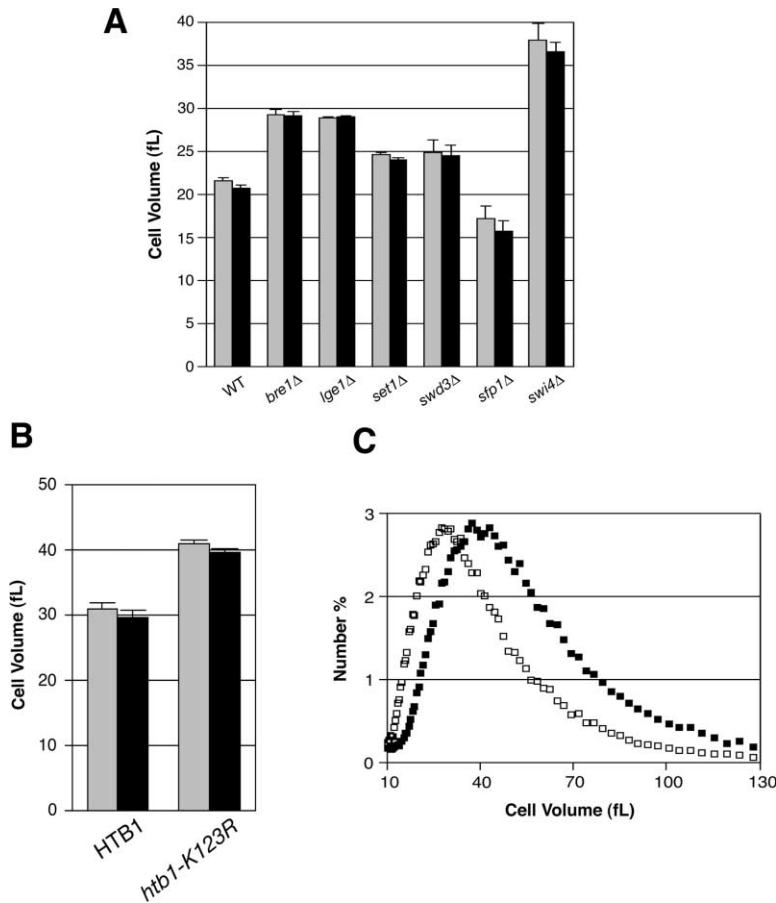 A
Cell Volume (fL)
40
35
30
25
20
15
10
5
0
WT
bre1Δ
lge1Δ
set1Δ
swd3Δ
sfp1Δ
swi4Δ
B
Cell Volume (fL)
50
40
30
20
10
0
HTB1
htb1-K123R
C
Number %
3
2
1
0
10
40
70
100
130
Cell Volume (fL)